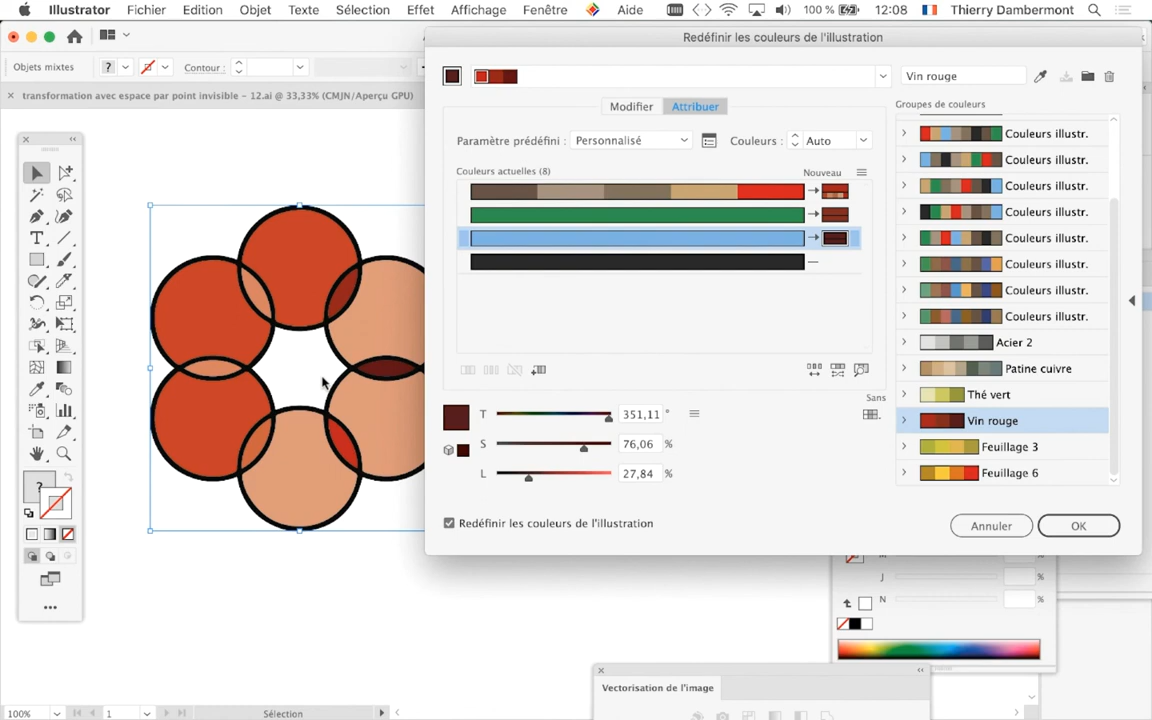 Illustrator Fichier Edition Objet Texte Sélection Effet Affichage Fenêtre Aide 100 % 12:08 Thierry Dambermont
Redéfinir les couleurs de l'illustration
Objets mixtes ? Contour :
Vin rouge
× transformation avec espace par point invisible - 12.ai @ 33,33% (CMJN/Aperçu GPU)
Modifier Attribuer
Groupes de couleurs
Paramètre prédéfini : Personnalisé Couleurs : Auto
Couleurs illustr.
Couleurs illustr.
Couleurs illustr.
Couleurs illustr.
Couleurs illustr.
Couleurs illustr.
Couleurs illustr.
Couleurs illustr.
Acier 2
Patine cuivre
Thé vert
Vin rouge
Feuillage 3
Feuillage 6
Couleurs actuelles (8) Nouveau
Sans
T 351,11 °
S 76,06 %
L 27,84 %
?
Redéfinir les couleurs de l'illustration
Annuler OK
J %
N %
Vectorisation de l'image
100% 1 Sélection